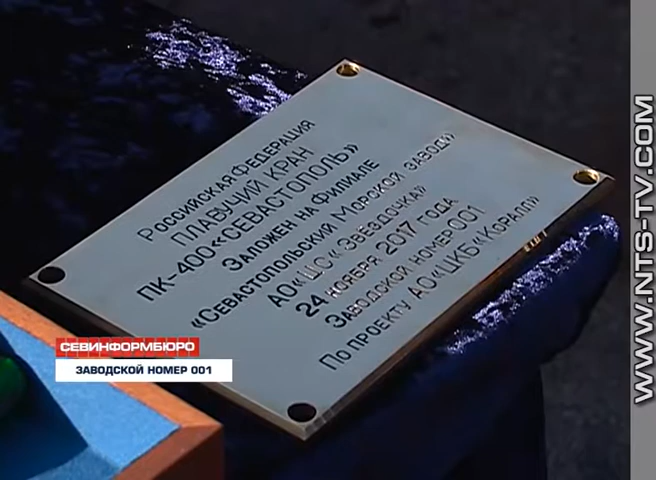 Российская Федерация
ПЛАВУЧИЙ КРАН
ПК-400 «СЕВАСТОПОЛЬ»
Заложен на филиале
«Севастопольский Морской завод»
АО «ЦС «Звёздочка»
24 ноября 2017 года
Заводской номер 001
По проекту АО «ЦКБ «Коралл»
СЕВИНФОРМБЮРО
ЗАВОДСКОЙ НОМЕР 001
WWW.NTS-TV.COM